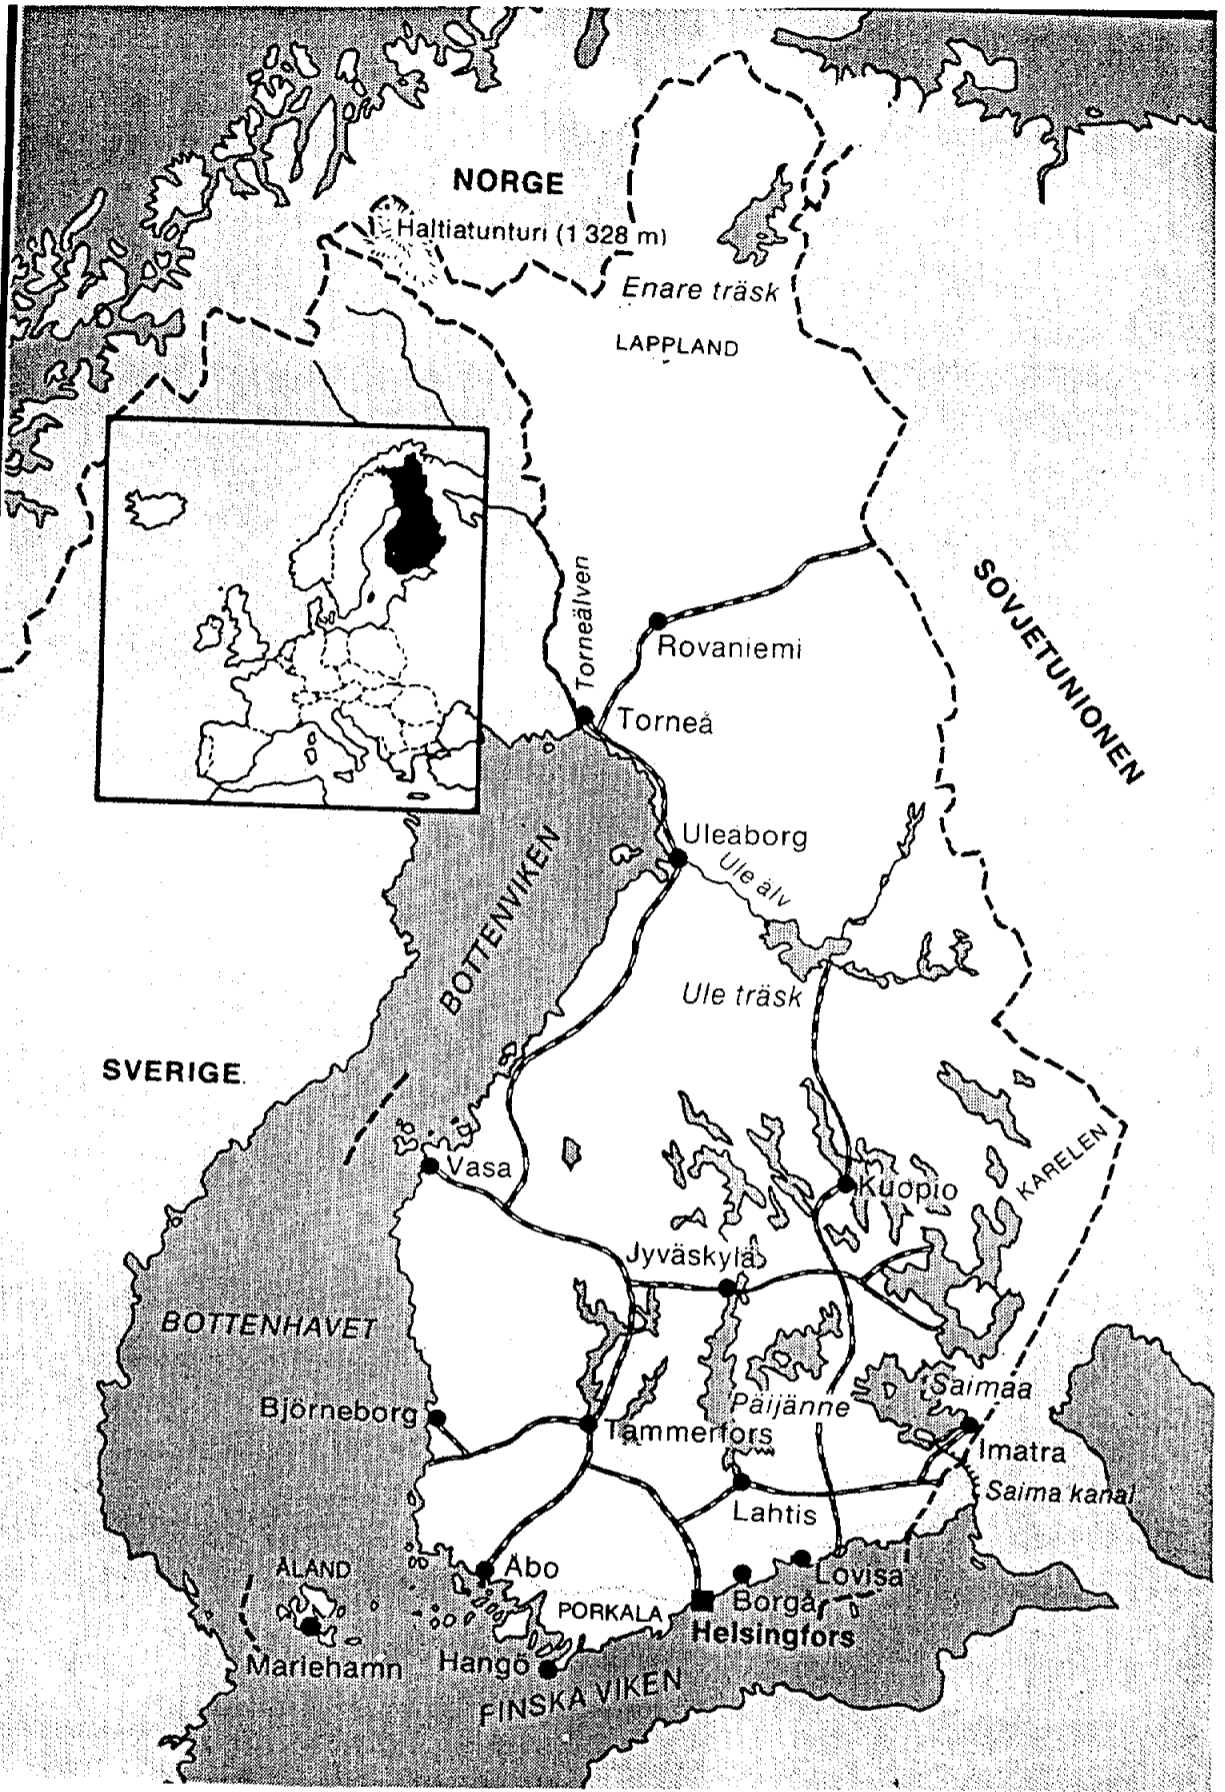 NORGE
Haltiatunturi (1 328 m)
Enare träsk
LAPPLAND
SOVJETUNIONEN
Torneälven
Rovaniemi
Torneå
Uleåborg
Ule älv
BOTTENVIKEN
Ule träsk
SVERIGE
Vasa
KARELEN
Kuopio
Jyväskylä
BOTTENHAVET
Saimaa
Päijänne
Björneborg
Tammerfors
Imatra
Saima kanal
Lahtis
ÅLAND
Åbo
Lovisa
Borgå
PORKALA
Helsingfors
Mariehamn
Hangö
FINSKA VIKEN